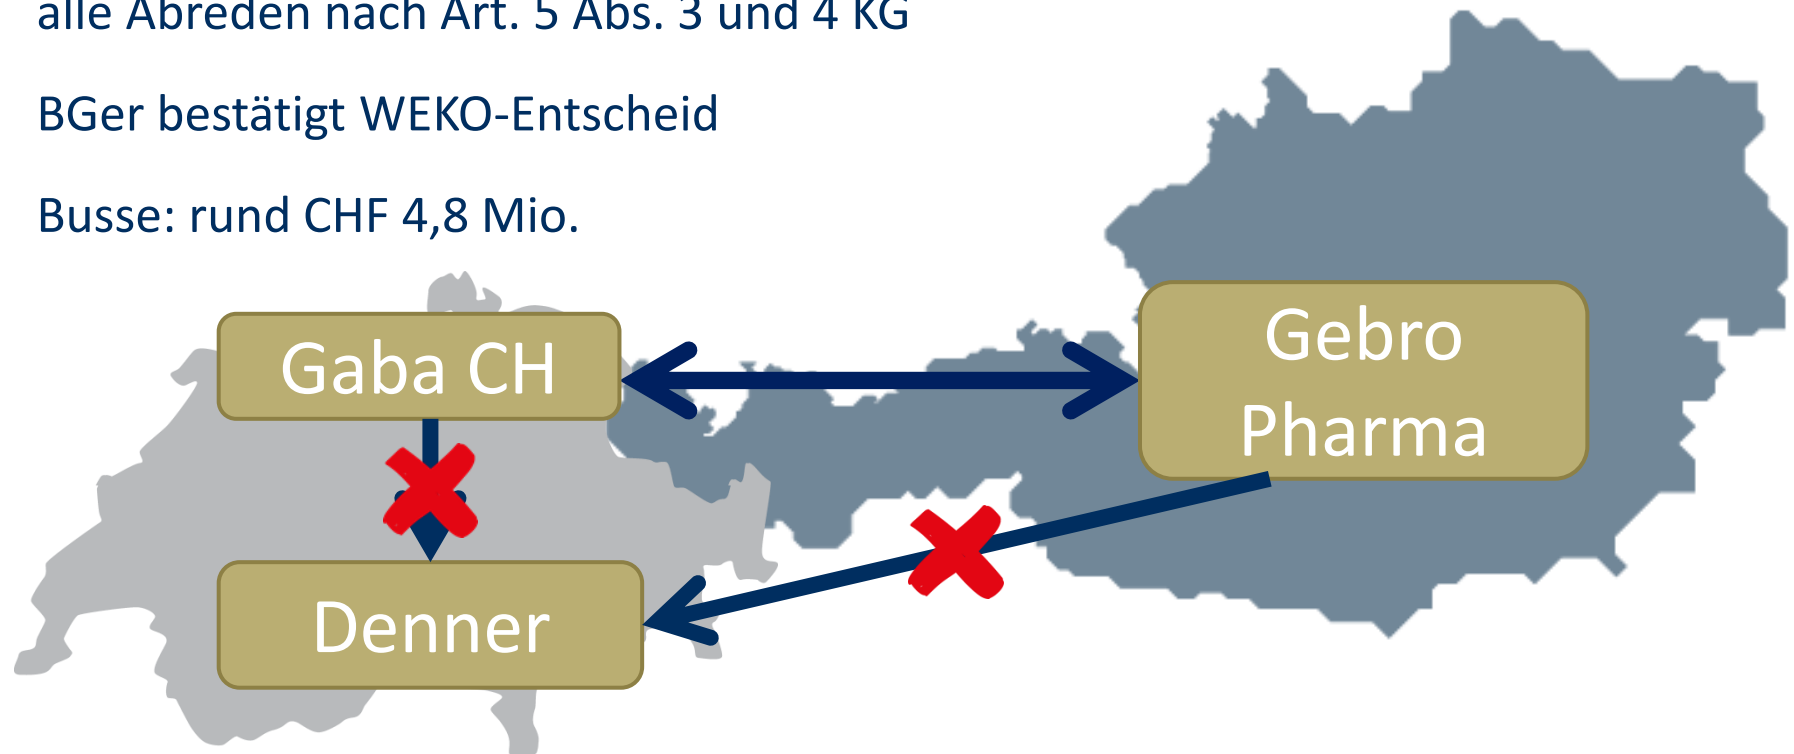 alle Abreden nach Art. 5 Abs. 3 und 4 KG
BGer bestätigt WEKO-Entscheid
Busse: rund CHF 4,8 Mio.
Gaba CH
Gebro
Pharma
Denner